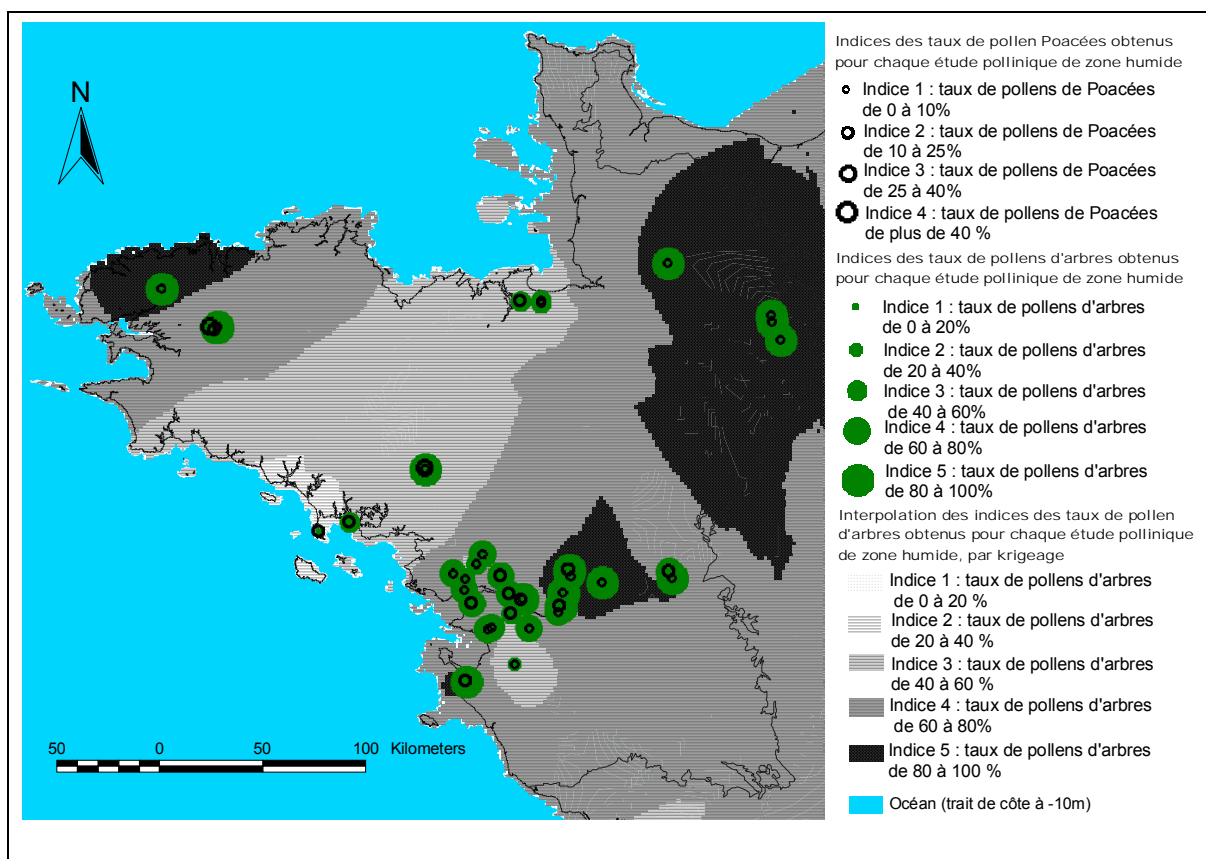 Indices des taux de pollen Poacées obtenus
pour chaque étude pollinique de zone humide
Indice 1 : taux de pollens de Poacées
de 0 à 10%
Indice 2 : taux de pollens de Poacées
de 10 à 25%
Indice 3 : taux de pollens de Poacées
de 25 à 40%
Indice 4 : taux de pollens de Poacées
de plus de 40 %
Indices des taux de pollens d'arbres obtenus
pour chaque étude pollinique de zone humide
Indice 1 : taux de pollens d'arbres
de 0 à 20%
Indice 2 : taux de pollens d'arbres
de 20 à 40%
Indice 3 : taux de pollens d'arbres
de 40 à 60%
Indice 4 : taux de pollens d'arbres
de 60 à 80%
Indice 5 : taux de pollens d'arbres
de 80 à 100%
Interpolation des indices des taux de pollen
d'arbres obtenus pour chaque étude pollinique
de zone humide, par krigeage
Indice 1 : taux de pollens d'arbres
de 0 à 20 %
Indice 2 : taux de pollens d'arbres
de 20 à 40 %
Indice 3 : taux de pollens d'arbres
de 40 à 60 %
Indice 4 : taux de pollens d'arbres
de 60 à 80%
Indice 5 : taux de pollens d'arbres
de 80 à 100 %
Océan (trait de côte à -10m)
N
50 0 50 100 Kilometers